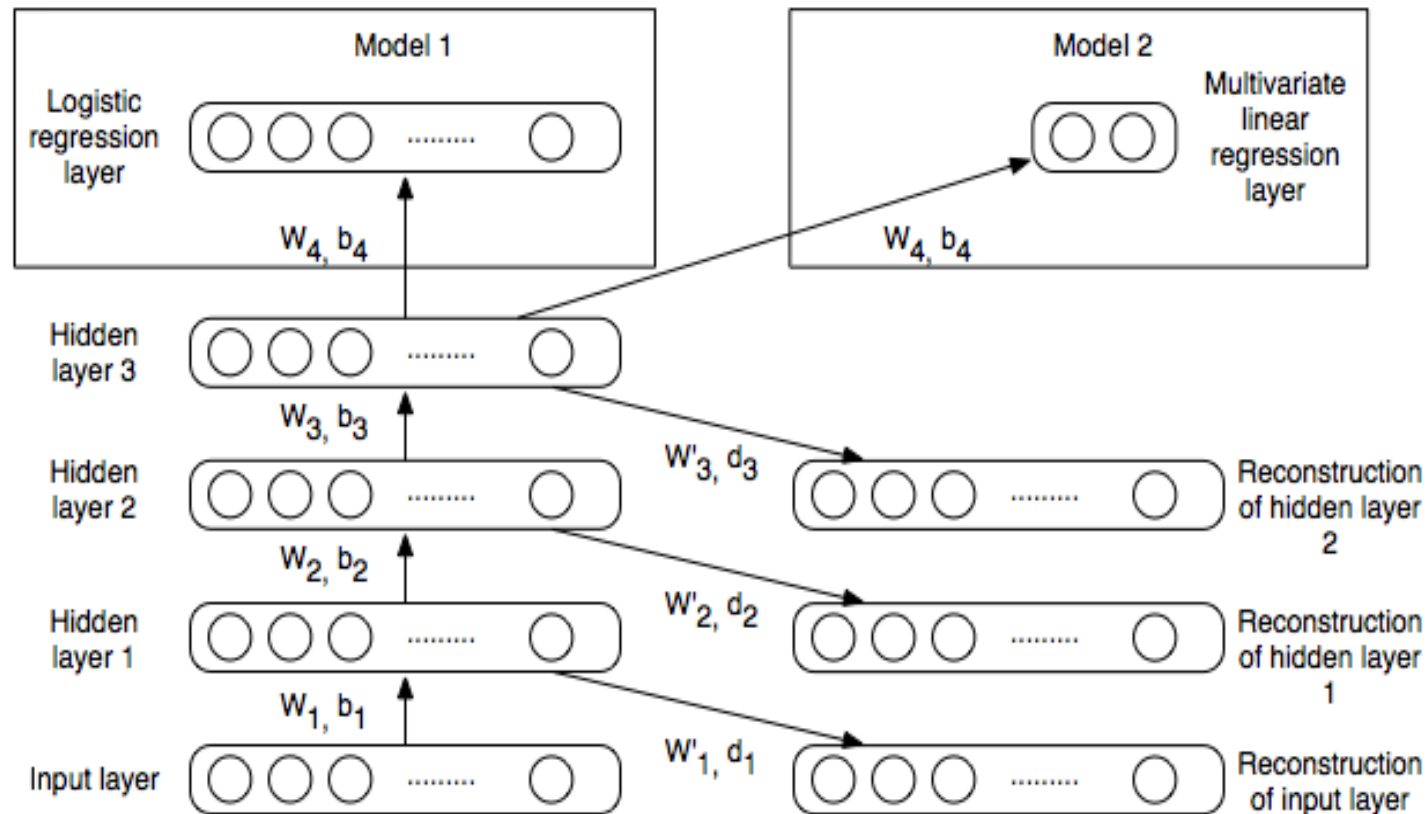 Model 1
Logistic
regression
layer
.........
W4, b4
Model 2
Multivariate
linear
regression
layer
W4, b4
Hidden
layer 3
.........
W3, b3
W'3, d3
Hidden
layer 2
.........
Reconstruction
of hidden layer
2
.........
W2, b2
W'2, d2
Hidden
layer 1
.........
Reconstruction
of hidden layer
1
.........
W1, b1
W'1, d1
Input layer
.........
Reconstruction
of input layer
.........